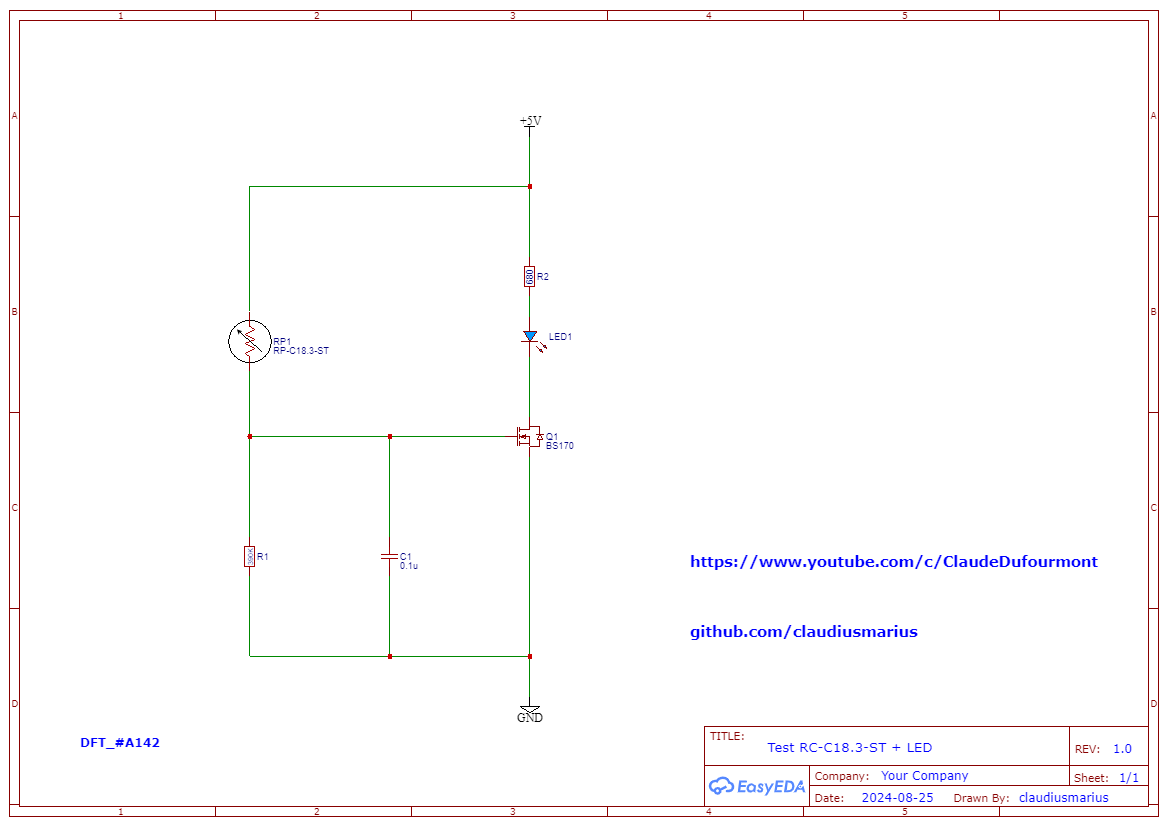 1 2 3 4 5
A A
+5V
680 R2
B B
LED1
RP1
RP-C18.3-ST
Q1
BS170
C C
390K R1
C1
0.1u
https://www.youtube.com/c/ClaudeDufourmont
github.com/claudiusmarius
D D
GND
DFT_#A142
TITLE:
Test RC-C18.3-ST + LED
REV: 1.0
EasyEDA
Company: Your Company
Sheet: 1/1
Date: 2024-08-25 Drawn By: claudiusmarius
1 2 3 4 5